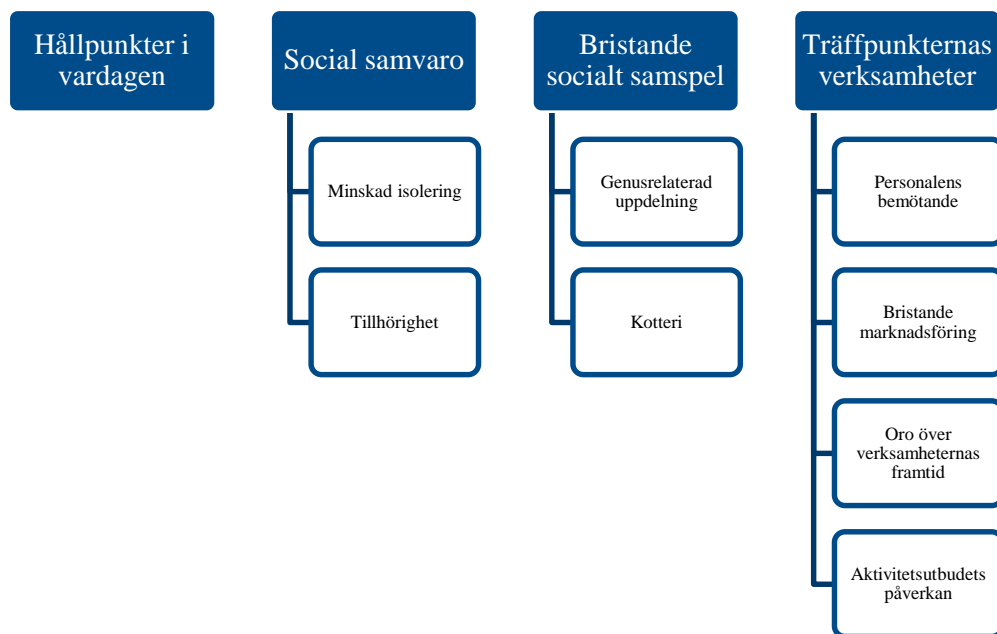 Hållpunkter i
vardagen
Social samvaro
Minskad isolering
Tillhörighet
Bristande
socialt samspel
Genusrelaterad
uppdelning
Kotteri
Träffpunkternas
verksamheter
Personalens
bemötande
Bristande
marknadsföring
Oro över
verksamheternas
framtid
Aktivitetsutbudets
påverkan